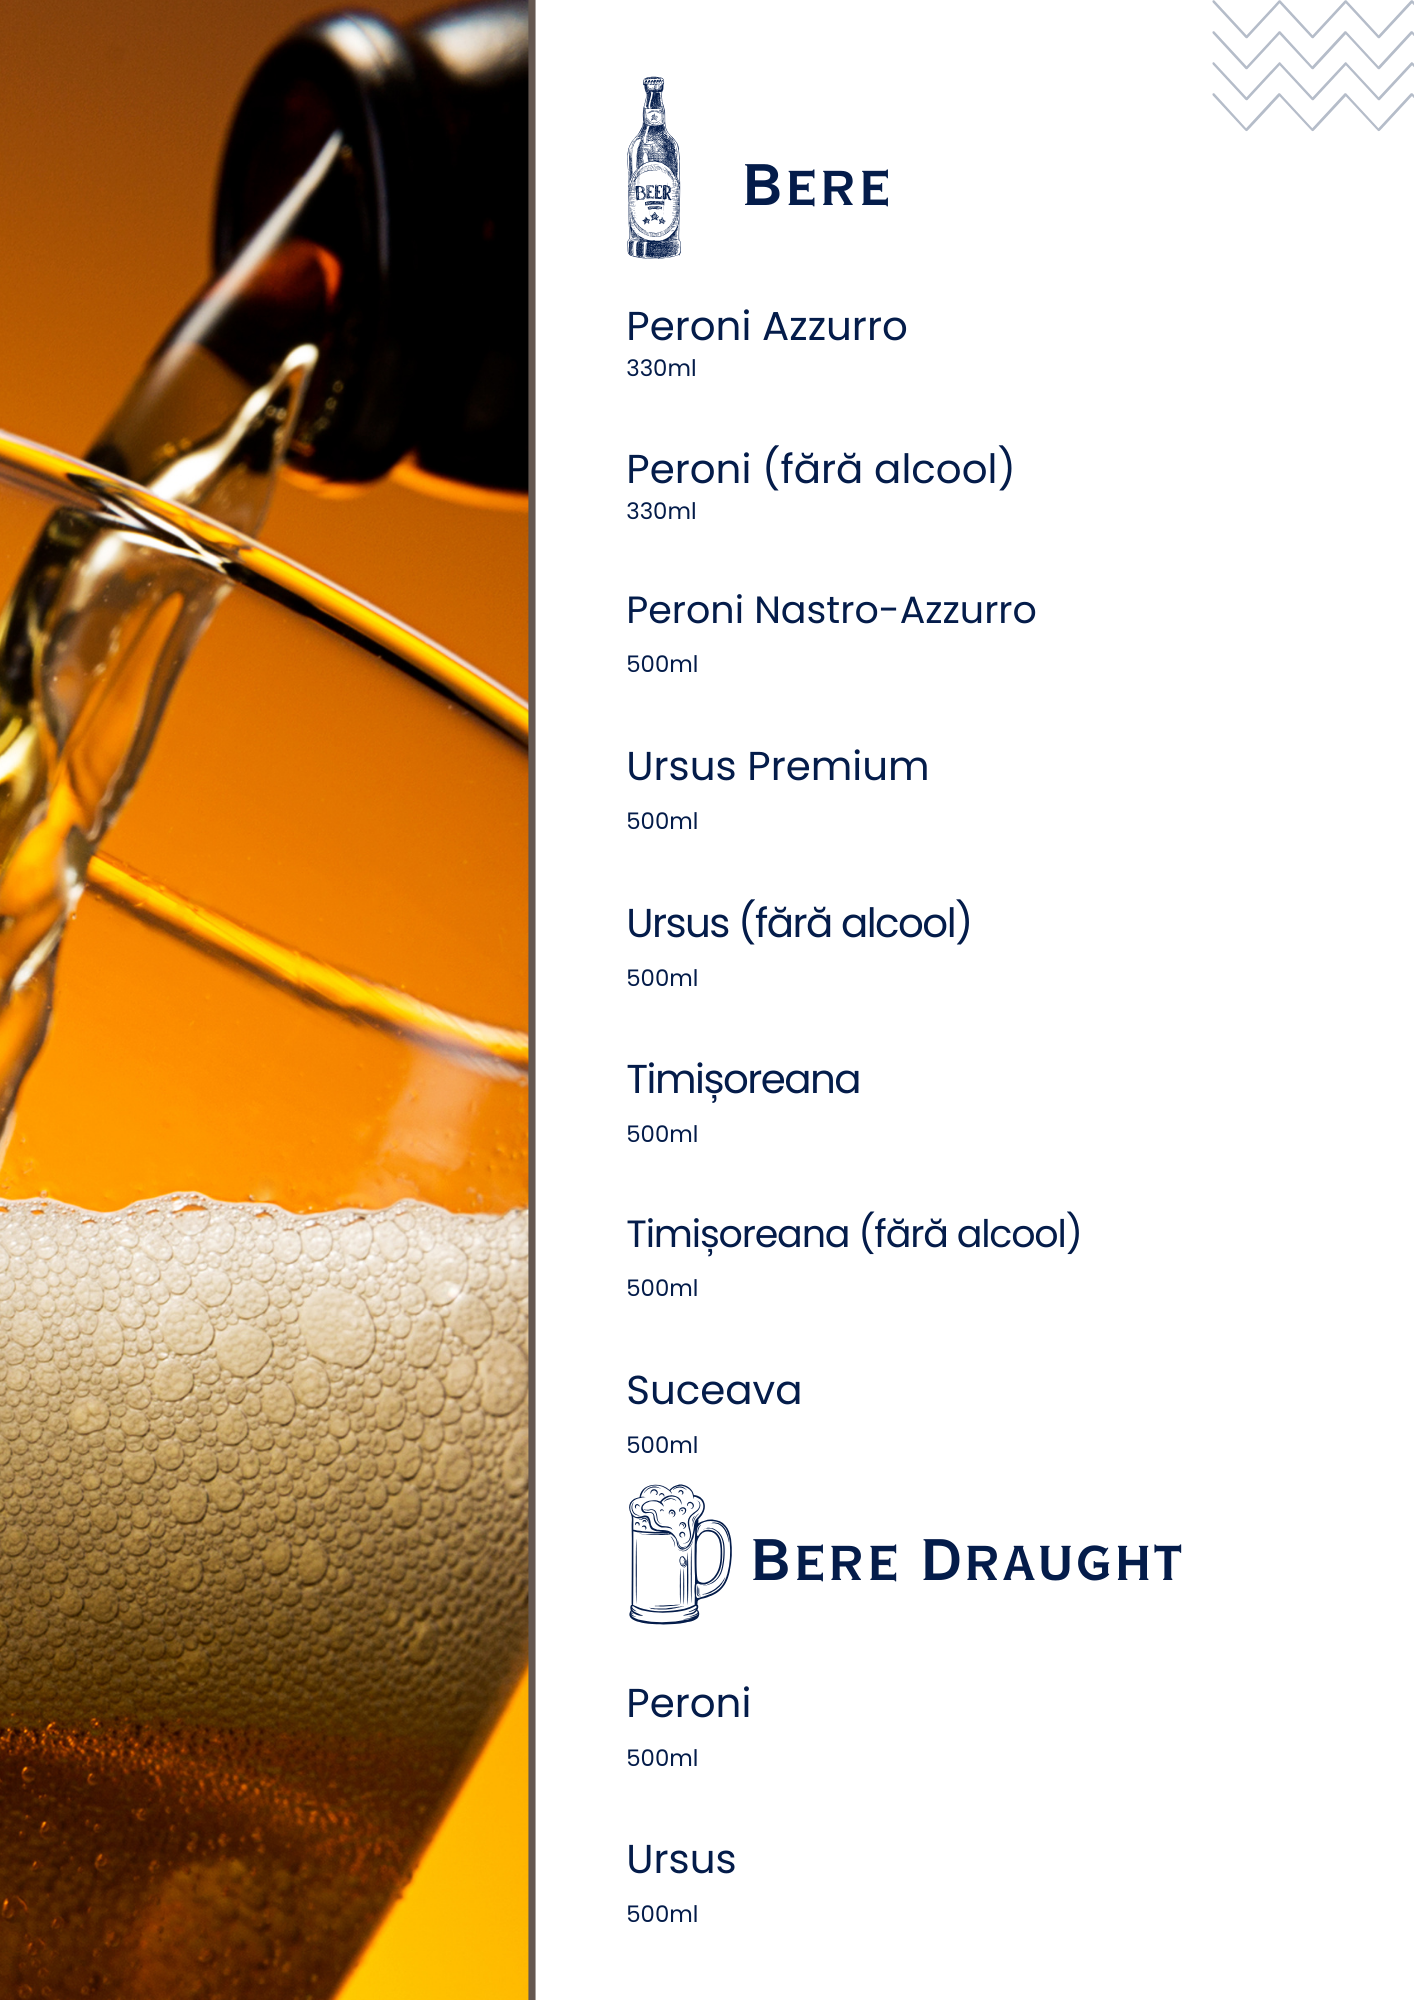 BEER
BERE
Peroni Azzurro
330ml
Peroni (fără alcool)
330ml
Peroni Nastro-Azzurro
500ml
Ursus Premium
500ml
Ursus (fără alcool)
500ml
Timișoreana
500ml
Timișoreana (fără alcool)
500ml
Suceava
500ml
BERE DRAUGHT
Peroni
500ml
Ursus
500ml